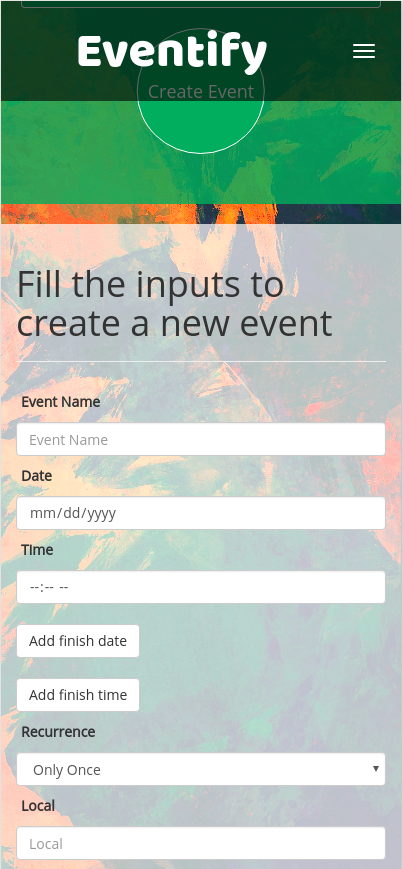 Eventify
Create Event
Fill the inputs to
create a new event
Event Name
Event Name
Date
mm/dd/yyyy
Time
--:-- --
Add finish date
Add finish time
Recurrence
Only Once
Local
Local